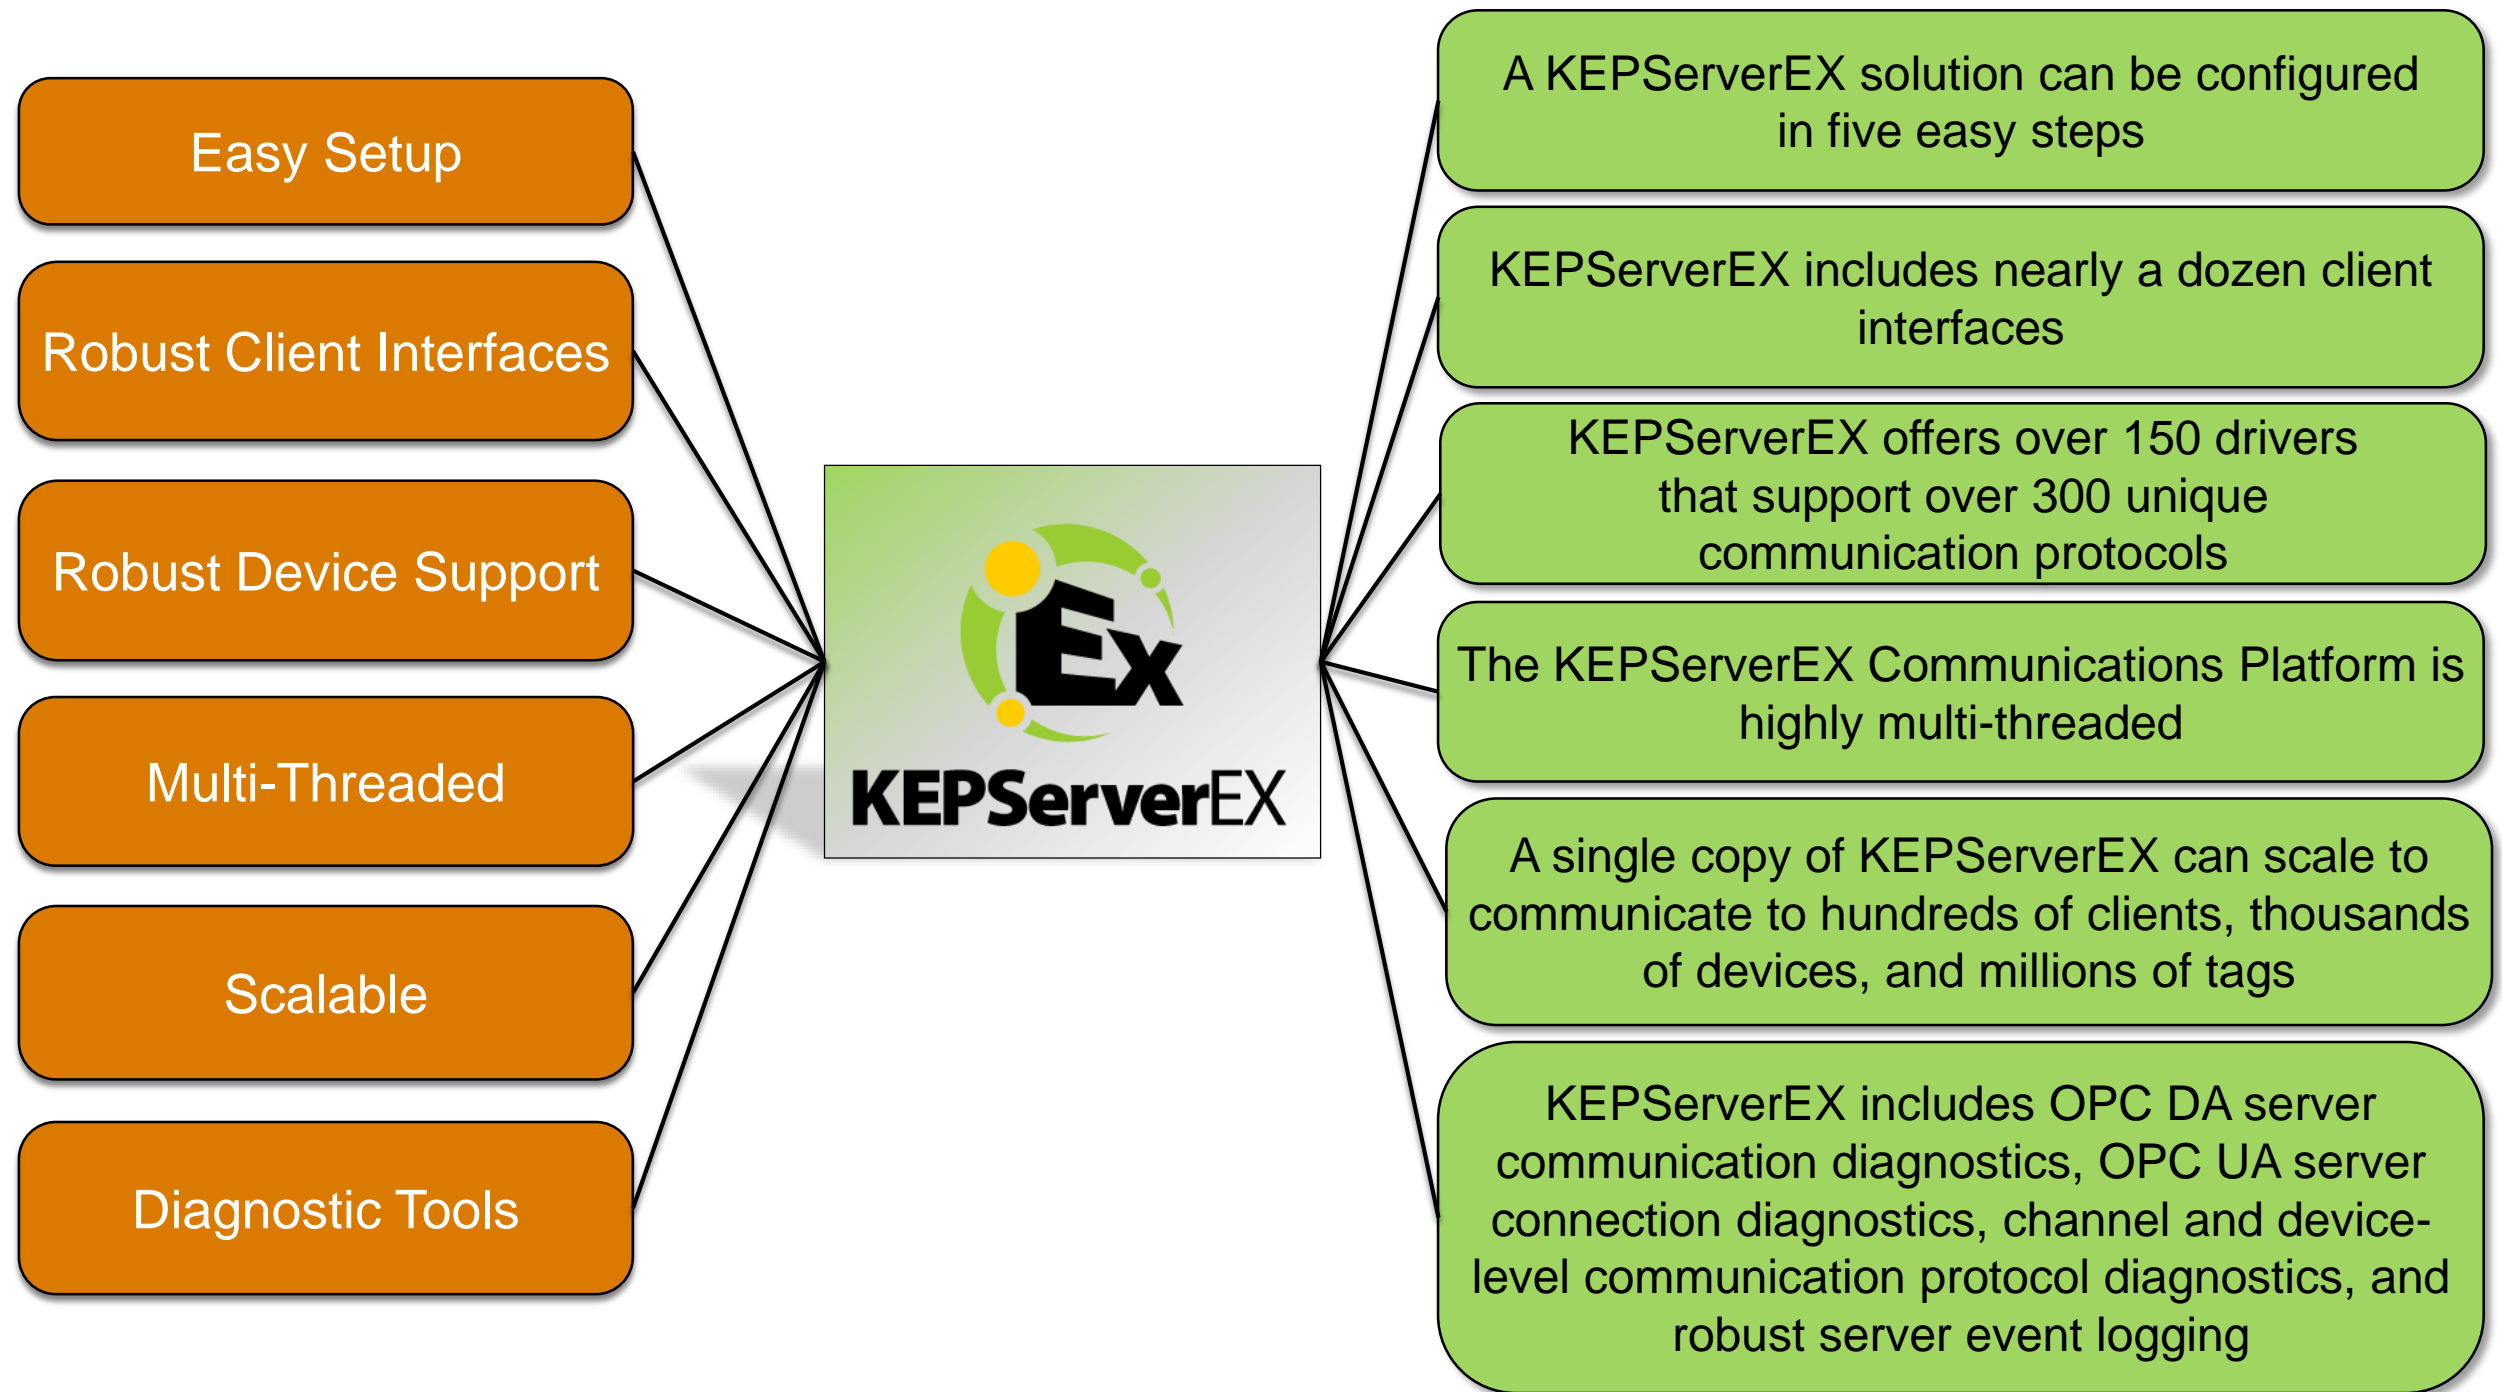 Easy Setup
Robust Client Interfaces
Robust Device Support
Multi-Threaded
Scalable
Diagnostic Tools
Ex
KEPServerEX
A KEPServerEX solution can be configured
in five easy steps
KEPServerEX includes nearly a dozen client
interfaces
KEPServerEX offers over 150 drivers
that support over 300 unique
communication protocols
The KEPServerEX Communications Platform is
highly multi-threaded
A single copy of KEPServerEX can scale to
communicate to hundreds of clients, thousands
of devices, and millions of tags
KEPServerEX includes OPC DA server
communication diagnostics, OPC UA server
connection diagnostics, channel and device-
level communication protocol diagnostics, and
robust server event logging